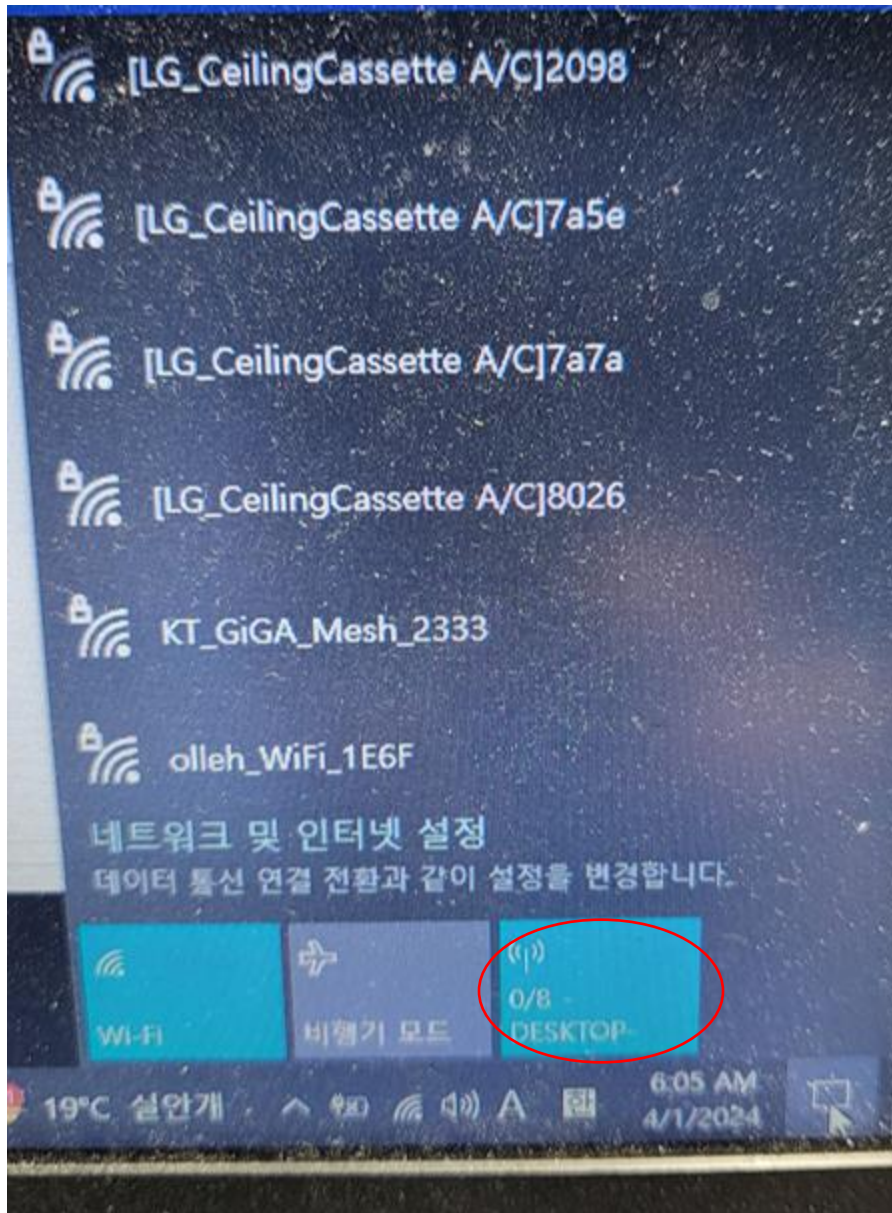 [LG_CeilingCassette A/C]2098
[LG_CeilingCassette A/C]7a5e
[LG_CeilingCassette A/C]7a7a
[LG_CeilingCassette A/C]8026
KT_GiGA_Mesh_2333
olleh_WiFi_1E6F
네트워크 및 인터넷 설정
데이터 통신 연결 전환과 같이 설정을 변경합니다.
Wi-Fi
비행기 모드
0/8 -
DESKTOP-
19°C 실안개
A 한
6:05 AM
4/1/2024